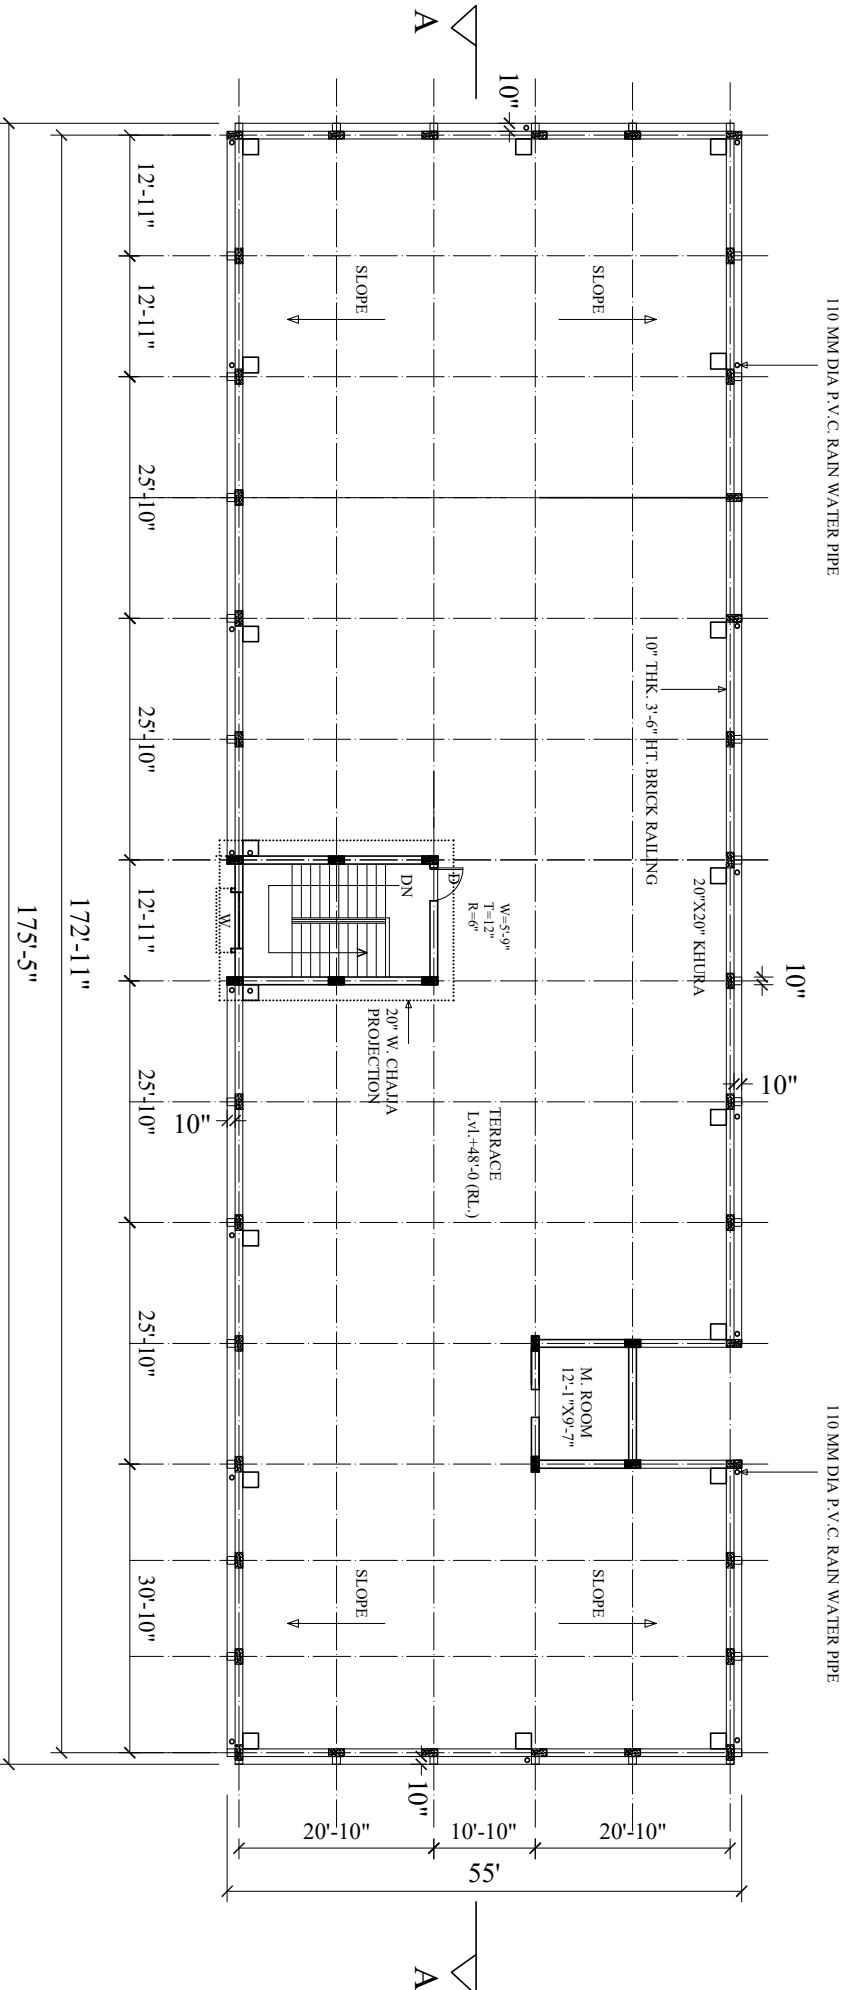 A
10"
110 MM DIA P.V.C. RAIN WATER PIPE
12'-11"
12'-11"
SLOPE
SLOPE
25'-10"
25'-10"
10" THK. 3'-6" HT. BRICK RAILING
20"X20" KHURA
12'-11"
W
DN
D
W=5'-9"
T=12"
R=6"
10"
172'-11"
175'-5"
20" W. CHAJJA
PROJECTION
10"
25'-10"
10"
TERRACE
Lvl.+48'-0 (RL.)
25'-10"
M. ROOM
12'-1"X9'-7"
110 MM DIA P.V.C. RAIN WATER PIPE
30'-10"
SLOPE
SLOPE
10"
20'-10"
10'-10"
20'-10"
55'
A